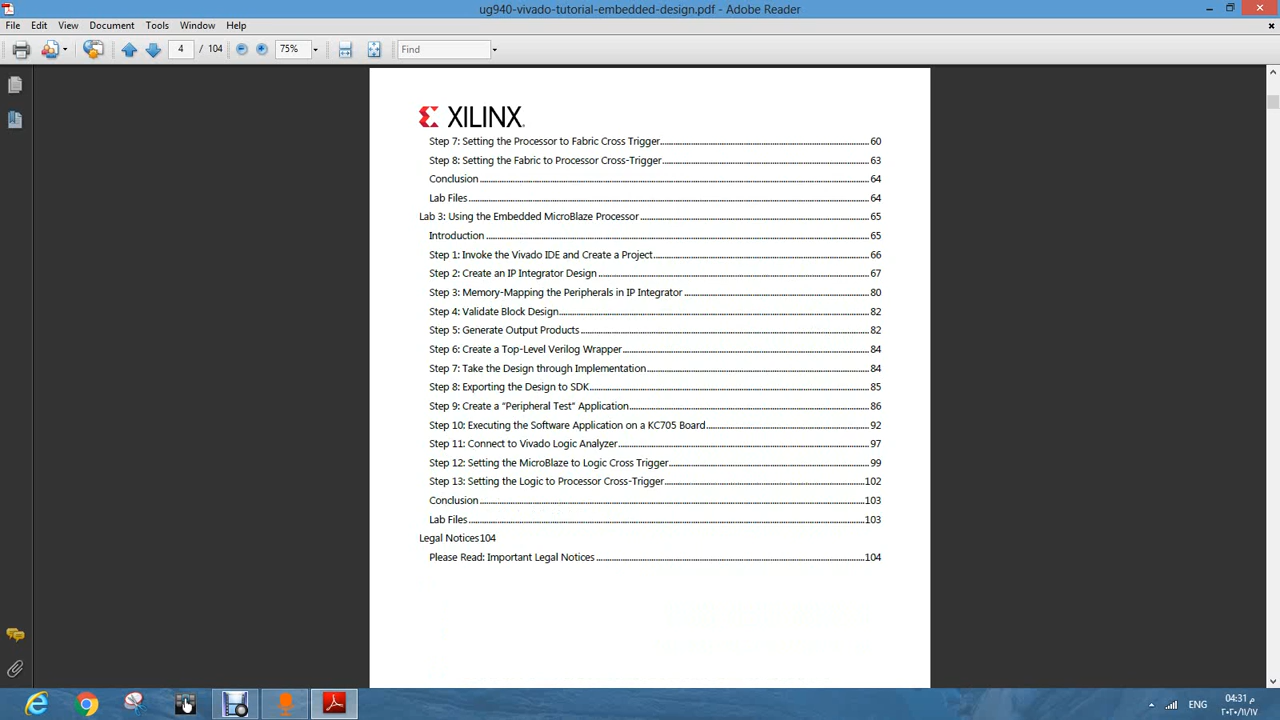 ug940-vivado-tutorial-embedded-design.pdf - Adobe Reader
File Edit View Document Tools Window Help
4 / 104 75% Find
XILINX
Step 7: Setting the Processor to Fabric Cross Trigger 60
Step 8: Setting the Fabric to Processor Cross-Trigger 63
Conclusion 64
Lab Files 64
Lab 3: Using the Embedded MicroBlaze Processor 65
Introduction 65
Step 1: Invoke the Vivado IDE and Create a Project 66
Step 2: Create an IP Integrator Design 67
Step 3: Memory-Mapping the Peripherals in IP Integrator 80
Step 4: Validate Block Design 82
Step 5: Generate Output Products 82
Step 6: Create a Top-Level Verilog Wrapper 84
Step 7: Take the Design through Implementation 84
Step 8: Exporting the Design to SDK 85
Step 9: Create a “Peripheral Test” Application 86
Step 10: Executing the Software Application on a KC705 Board 92
Step 11: Connect to Vivado Logic Analyzer 97
Step 12: Setting the MicroBlaze to Logic Cross Trigger 99
Step 13: Setting the Logic to Processor Cross-Trigger 102
Conclusion 103
Lab Files 103
Legal Notices104
Please Read: Important Legal Notices 104
ENG
04:31 م